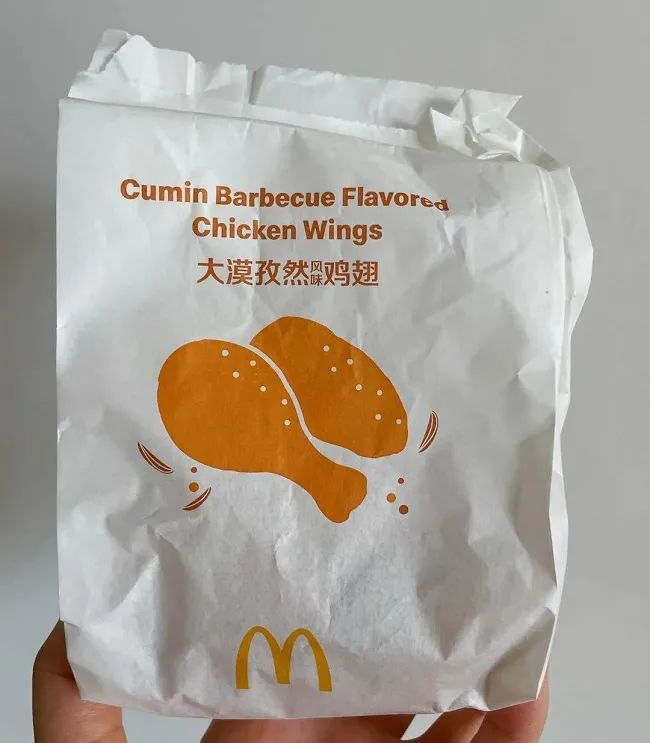 Cumin Barbecue Flavored
Chicken Wings
大漠孜然风味鸡翅